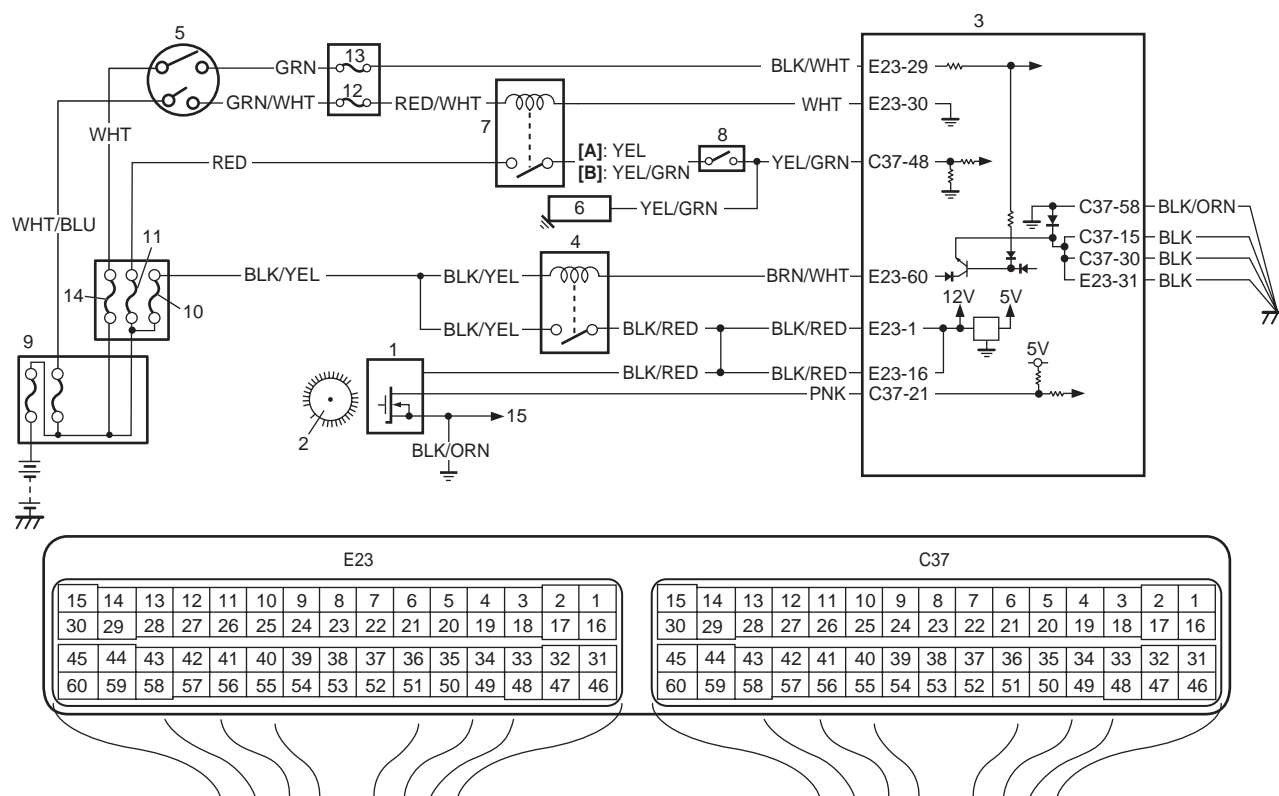 3
5
GRN
13
BLK/WHT
E23-29
GRN/WHT
12
RED/WHT
WHT
E23-30
WHT
7
8
[A]: YEL
[B]: YEL/GRN
RED
YEL/GRN
C37-48
6
YEL/GRN
C37-58
BLK/ORN
WHT/BLU
11
4
C37-15
BLK
C37-30
BLK
BLK/YEL
BLK/YEL
BRN/WHT
E23-60
E23-31
BLK
14
10
12V
5V
BLK/YEL
BLK/RED
BLK/RED
E23-1
9
1
5V
BLK/RED
BLK/RED
E23-16
PNK
C37-21
15
2
BLK/ORN
E23
C37
15 14 13 12 11 10 9 8 7 6 5 4 3 2 1
30 29 28 27 26 25 24 23 22 21 20 19 18 17 16
45 44 43 42 41 40 39 38 37 36 35 34 33 32 31
60 59 58 57 56 55 54 53 52 51 50 49 48 47 46
15 14 13 12 11 10 9 8 7 6 5 4 3 2 1
30 29 28 27 26 25 24 23 22 21 20 19 18 17 16
45 44 43 42 41 40 39 38 37 36 35 34 33 32 31
60 59 58 57 56 55 54 53 52 51 50 49 48 47 46